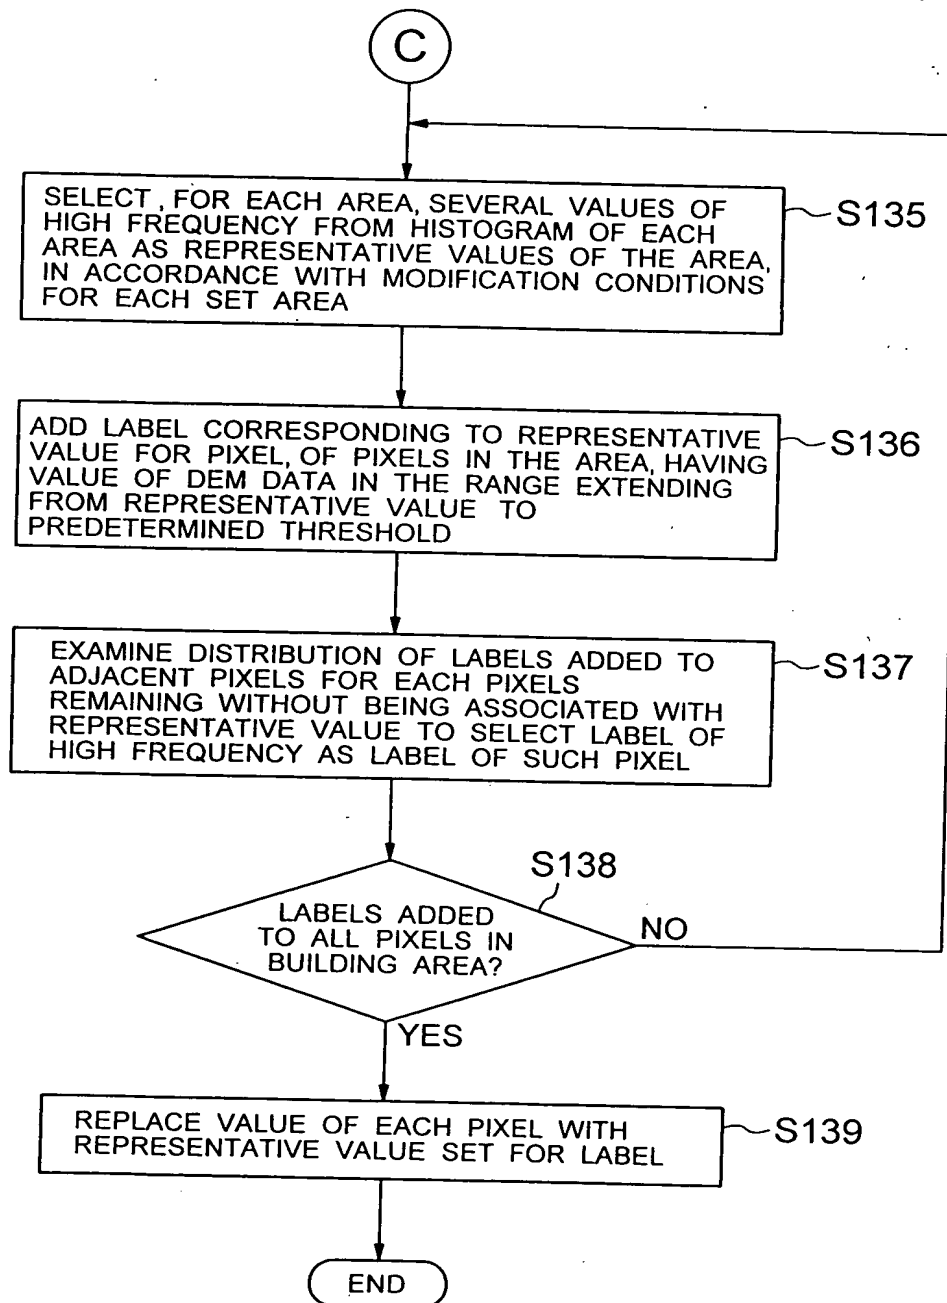 C
SELECT, FOR EACH AREA, SEVERAL VALUES OF
HIGH FREQUENCY FROM HISTOGRAM OF EACH
AREA AS REPRESENTATIVE VALUES OF THE AREA,
IN ACCORDANCE WITH MODIFICATION CONDITIONS
FOR EACH SET AREA
S135
ADD LABEL CORRESPONDING TO REPRESENTATIVE
VALUE FOR PIXEL, OF PIXELS IN THE AREA, HAVING
VALUE OF DEM DATA IN THE RANGE EXTENDING
FROM REPRESENTATIVE VALUE TO
PREDETERMINED THRESHOLD
S136
EXAMINE DISTRIBUTION OF LABELS ADDED TO
ADJACENT PIXELS FOR EACH PIXELS
REMAINING WITHOUT BEING ASSOCIATED WITH
REPRESENTATIVE VALUE TO SELECT LABEL OF
HIGH FREQUENCY AS LABEL OF SUCH PIXEL
S137
S138
LABELS ADDED
TO ALL PIXELS IN
BUILDING AREA?
NO
YES
REPLACE VALUE OF EACH PIXEL WITH
REPRESENTATIVE VALUE SET FOR LABEL
S139
END